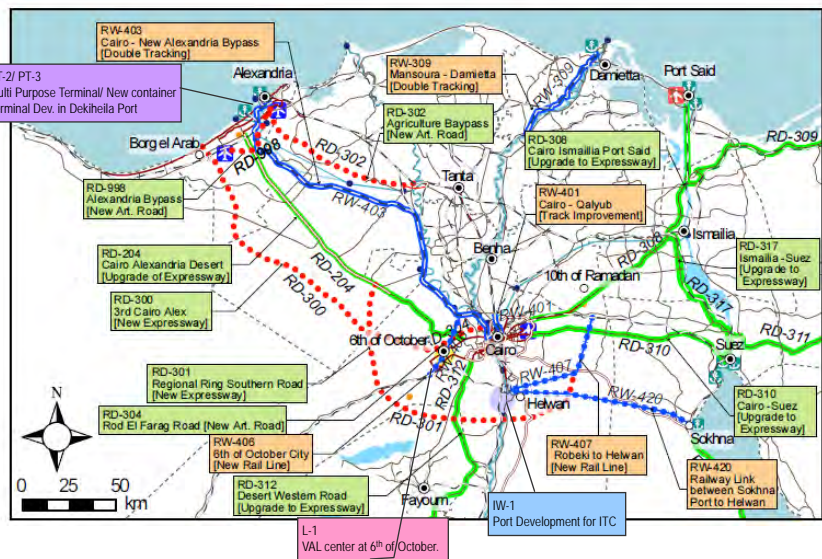 RW-403
Cairo - New Alexandria Bypass
[Double Tracking]
T-2/ PT-3
ulti Purpose Terminal/ New container
erminal Dev. in Dekiheila Port
Alexandria
RW-309
Mansoura - Damietta
[Double Tracking]
RW-309
Damietta
Port Said
RD-302
Agriculture Baypass
[New Art. Road]
RD-308
Cairo Ismaillia Port Said
[Upgrade to Expressway]
RD-309
Borg el Arab
RD-998
RD-302
RD-998
Alexandria Bypass
[New Art. Road]
Tanta
RW-403
RW-401
Cairo - Qalyub
[Track Improvement]
Ismailia
RD-204
Cairo Alexandria Desert
[Upgrade of Expressway]
Benha
RD-308
RD-317
Ismailia-Suez
[Upgrade to
Expressway]
RD-204
RD-300
10th of Ramadan
RD-317
RD-300
3rd Cairo Alex
[New Expressway]
RW-401
6th of October
Cairo
RD-310
RD-311
Suez
RD-301
Regional Ring Southern Road
[New Expressway]
RD-312
RW-407
RW-420
Helwan
RD-310
Cairo -Suez
[Upgrade to
Expressway]
N
RD-304
Rod El Farag Road [New Art. Road]
RD-301
Sokhna
RW-406
6th of October City
[New Rail Line]
RW-407
Robeki to Helwan
[New Rail Line]
RW-420
Railway Link
between Sokhna
Port to Helwan
RD-312
Desert Western Road
[Upgrade to Expressway]
Fayoum
0 25 50
km
IW-1
Port Development for ITC
L-1
VAL center at 6th of October.